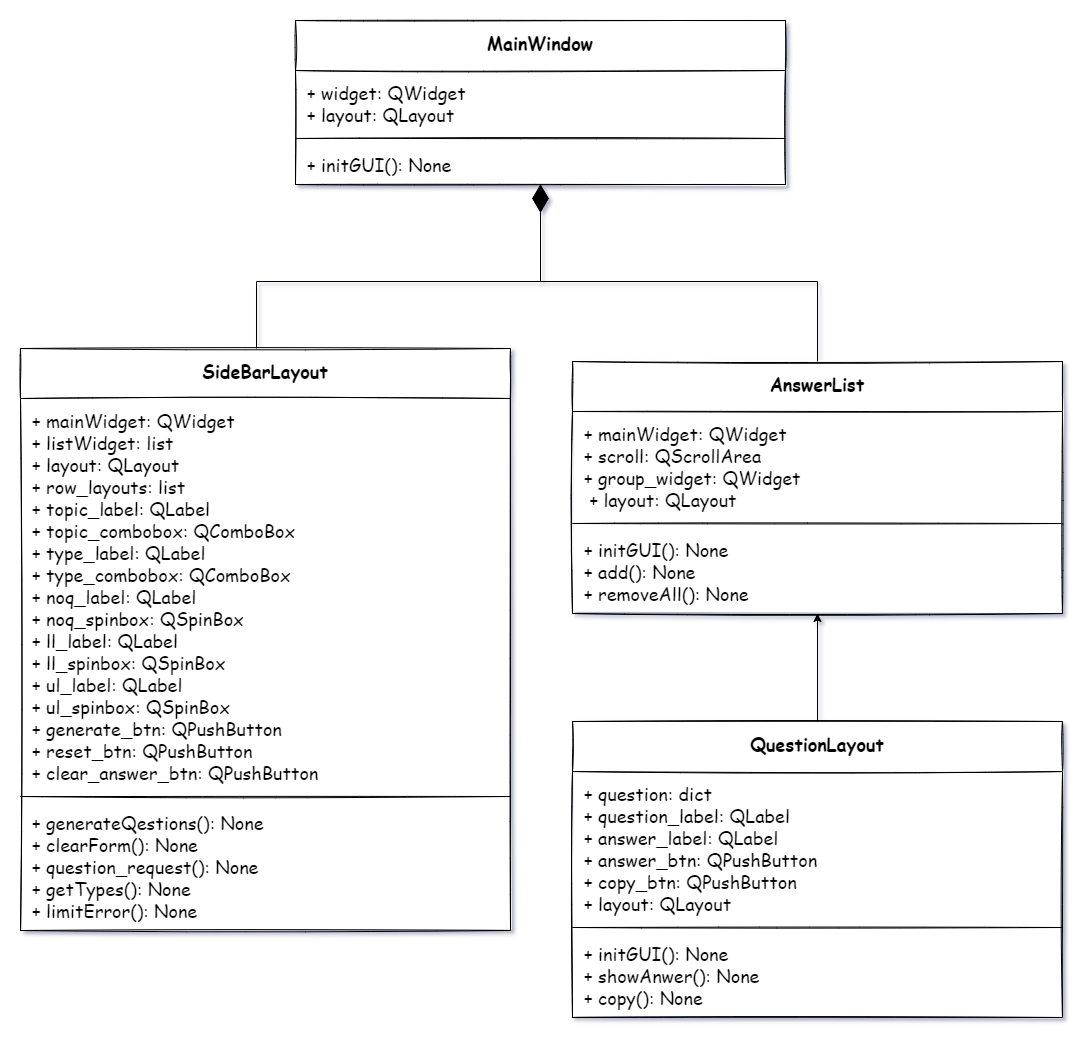 MainWindow
+ widget: QWidget
+ layout: QLayout
+ initGUI(): None
SideBarLayout
+ mainWidget: QWidget
+ listWidget: list
+ layout: QLayout
+ row_layouts: list
+ topic_label: QLabel
+ topic_combobox: QComboBox
+ type_label: QLabel
+ type_combobox: QComboBox
+ noq_label: QLabel
+ noq_spinbox: QSpinBox
+ ll_label: QLabel
+ ll_spinbox: QSpinBox
+ ul_label: QLabel
+ ul_spinbox: QSpinBox
+ generate_btn: QPushButton
+ reset_btn: QPushButton
+ clear_answer_btn: QPushButton
+ generateQestions(): None
+ clearForm(): None
+ question_request(): None
+ getTypes(): None
+ limitError(): None
AnswerList
+ mainWidget: QWidget
+ scroll: QScrollArea
+ group_widget: QWidget
+ layout: QLayout
+ initGUI(): None
+ add(): None
+ removeAll(): None
QuestionLayout
+ question: dict
+ question_label: QLabel
+ answer_label: QLabel
+ answer_btn: QPushButton
+ copy_btn: QPushButton
+ layout: QLayout
+ initGUI(): None
+ showAnwer(): None
+ copy(): None